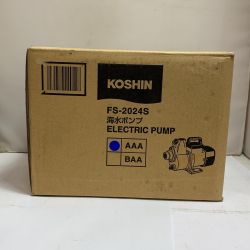 KOSHIN
FS-2024S
海水ポンプ
ELECTRIC PUMP
AAA
BAA